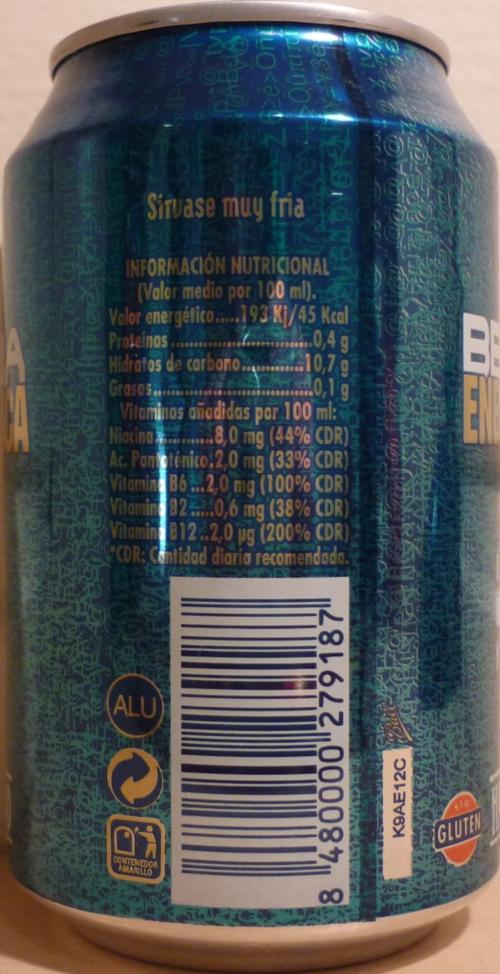 Sírvase muy fría
INFORMACIÓN NUTRICIONAL
(Valor medio por 100 ml).
Valor energético.....193 Kj/45 Kcal
Proteínas..........................0,4 g
Hidratos de carbono............10,7 g
Grasas..............................0,1 g
Vitaminas añadidas por 100 ml:
Niacina...........8,0 mg (44% CDR)
Ac. Pantoténico.2,0 mg (33% CDR)
Vitamina B6 ...2,0 mg (100% CDR)
Vitamina B2 .....0,6 mg (38% CDR)
Vitamina B12..2,0 µg (200% CDR)
*CDR: Cantidad diaria recomendada.
ALU
CONTENEDOR
AMARILLO
8 480000 279187
K9AE12C
SIN
GLUTEN
BE
EN
A
CA